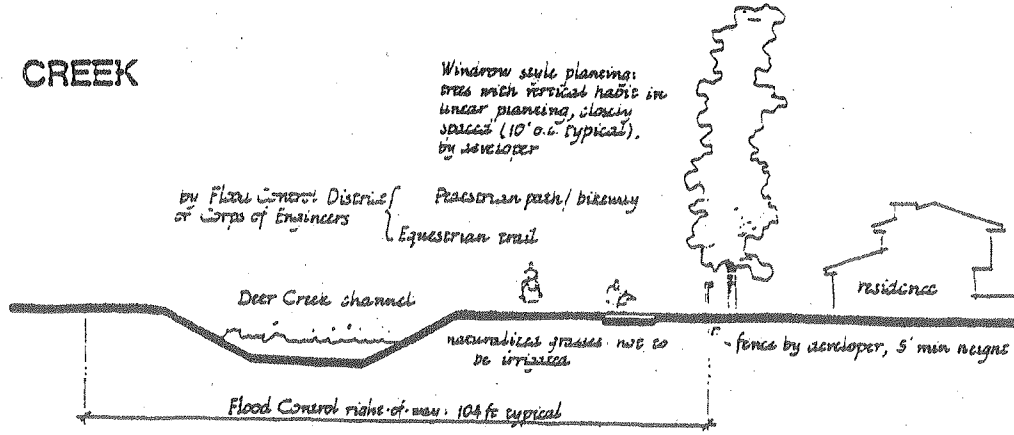 CREEK
Windrow style planting:
trees with vertical habit in
linear planting, closely
spaced (10' o.c. typical),
by developer
by Flood Control District
or Corps of Engineers
Pedestrian path / bikeway
Equestrian trail
Deer Creek channel
residence
naturalized grasses not to
be irrigated
fence by developer, 5' min height
Flood Control right-of-way: 104 ft typical